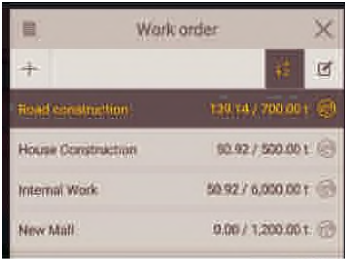 Work order
Road construction 139.14 / 700.00 t
House Construction 50.92 / 500.00 t
Internal Work 50.92 / 6,000.00 t
New Mall 0.00 / 1,200.00 t